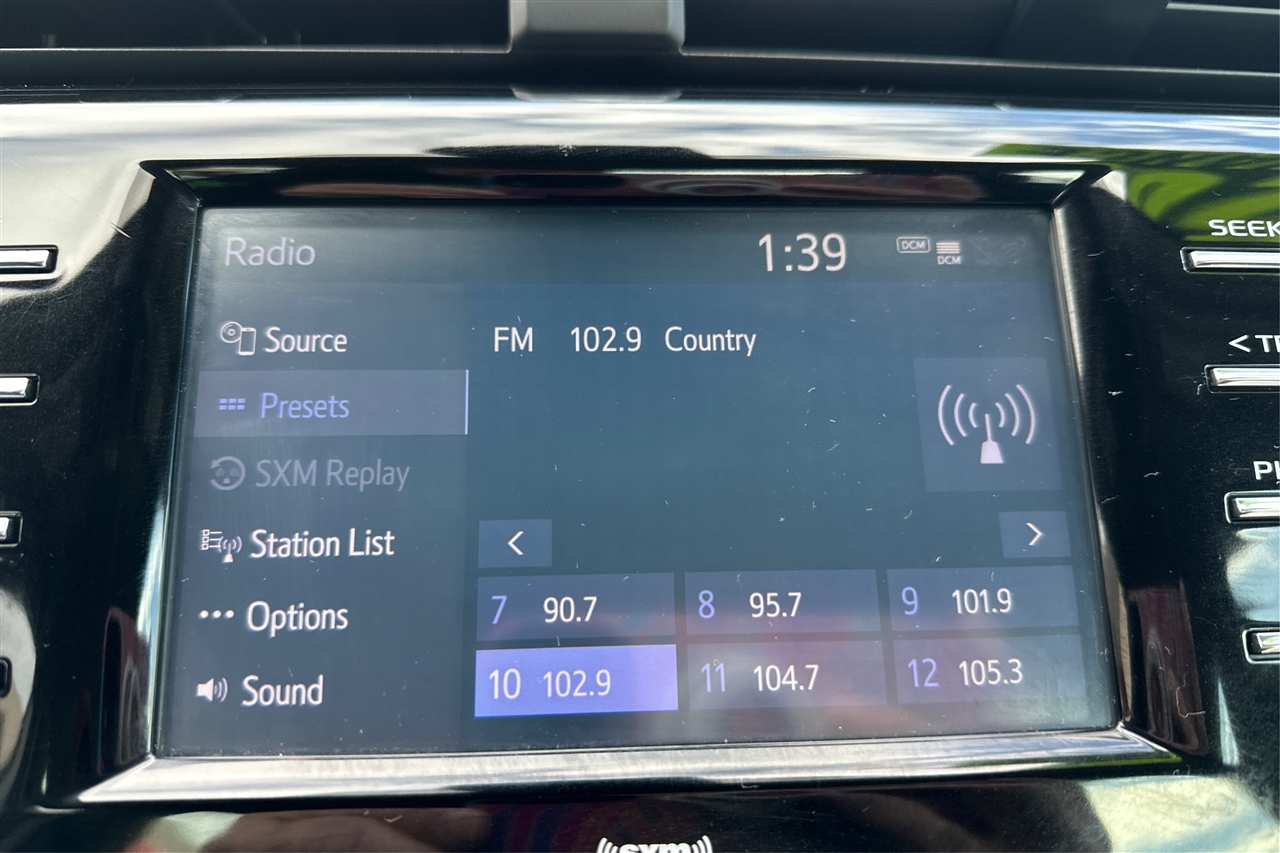 Radio 1:39 DCM DCM
SEEK
Source
FM 102.9 Country
Presets
SXM Replay
Station List
< >
Options
7 90.7 8 95.7 9 101.9
Sound
10 102.9 11 104.7 12 105.3
sxm